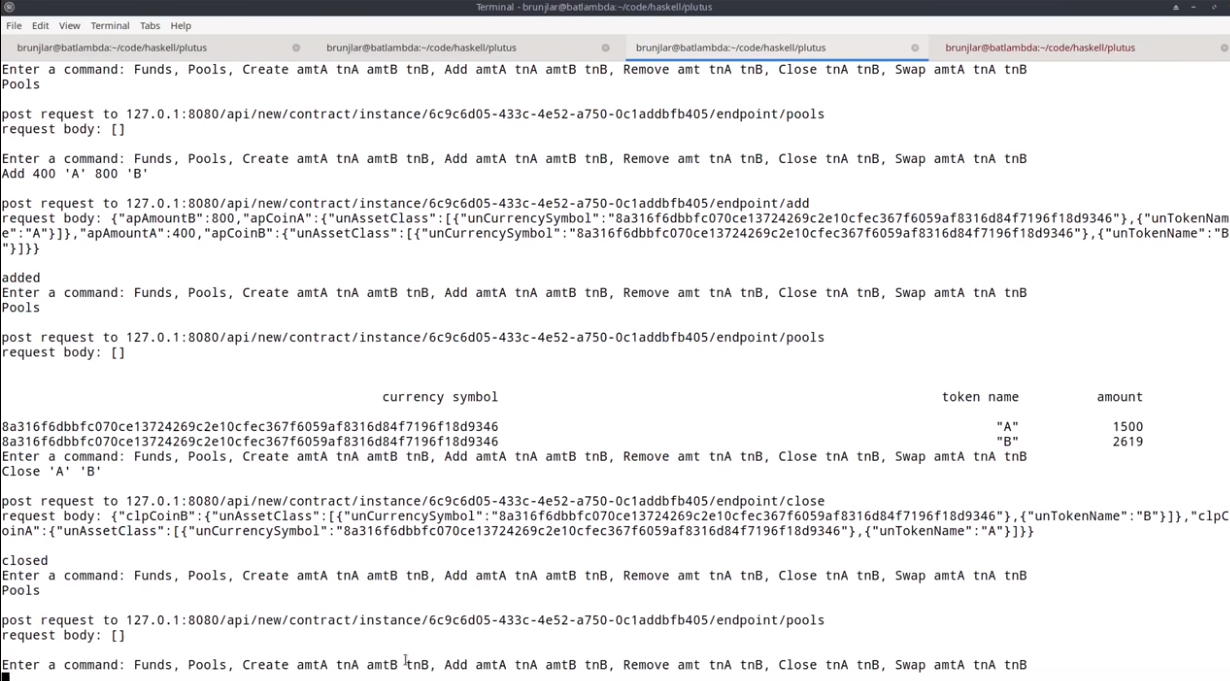 Terminal - brunjlar@batlambda:~/code/haskell/plutus
File Edit View Terminal Tabs Help
brunjlar@batlambda:~/code/haskell/plutus brunjlar@batlambda:~/code/haskell/plutus brunjlar@batlambda:~/code/haskell/plutus brunjlar@batlambda:~/code/haskell/plutus
Enter a command: Funds, Pools, Create amtA tnA amtB tnB, Add amtA tnA amtB tnB, Remove amt tnA tnB, Close tnA tnB, Swap amtA tnA tnB
Pools
post request to 127.0.1:8080/api/new/contract/instance/6c9c6d05-433c-4e52-a750-0c1addbfb405/endpoint/pools
request body: []
Enter a command: Funds, Pools, Create amtA tnA amtB tnB, Add amtA tnA amtB tnB, Remove amt tnA tnB, Close tnA tnB, Swap amtA tnA tnB
Add 400 'A' 800 'B'
post request to 127.0.1:8080/api/new/contract/instance/6c9c6d05-433c-4e52-a750-0c1addbfb405/endpoint/add
request body: {"apAmountB":800,"apCoinA":{"unAssetClass":[{"unCurrencySymbol":"8a316f6dbbfc070ce13724269c2e10cfec367f6059af8316d84f7196f18d9346"},{"unTokenNam
e":"A"}]},"apAmountA":400,"apCoinB":{"unAssetClass":[{"unCurrencySymbol":"8a316f6dbbfc070ce13724269c2e10cfec367f6059af8316d84f7196f18d9346"},{"unTokenName":"B
"}]}}
added
Enter a command: Funds, Pools, Create amtA tnA amtB tnB, Add amtA tnA amtB tnB, Remove amt tnA tnB, Close tnA tnB, Swap amtA tnA tnB
Pools
post request to 127.0.1:8080/api/new/contract/instance/6c9c6d05-433c-4e52-a750-0c1addbfb405/endpoint/pools
request body: []
currency symbol token name amount
8a316f6dbbfc070ce13724269c2e10cfec367f6059af8316d84f7196f18d9346 "A" 1500
8a316f6dbbfc070ce13724269c2e10cfec367f6059af8316d84f7196f18d9346 "B" 2619
Enter a command: Funds, Pools, Create amtA tnA amtB tnB, Add amtA tnA amtB tnB, Remove amt tnA tnB, Close tnA tnB, Swap amtA tnA tnB
Close 'A' 'B'
post request to 127.0.1:8080/api/new/contract/instance/6c9c6d05-433c-4e52-a750-0c1addbfb405/endpoint/close
request body: {"clpCoinB":{"unAssetClass":[{"unCurrencySymbol":"8a316f6dbbfc070ce13724269c2e10cfec367f6059af8316d84f7196f18d9346"},{"unTokenName":"B"}]},"clpC
oinA":{"unAssetClass":[{"unCurrencySymbol":"8a316f6dbbfc070ce13724269c2e10cfec367f6059af8316d84f7196f18d9346"},{"unTokenName":"A"}]}}
closed
Enter a command: Funds, Pools, Create amtA tnA amtB tnB, Add amtA tnA amtB tnB, Remove amt tnA tnB, Close tnA tnB, Swap amtA tnA tnB
Pools
post request to 127.0.1:8080/api/new/contract/instance/6c9c6d05-433c-4e52-a750-0c1addbfb405/endpoint/pools
request body: []
Enter a command: Funds, Pools, Create amtA tnA amtB tnB, Add amtA tnA amtB tnB, Remove amt tnA tnB, Close tnA tnB, Swap amtA tnA tnB